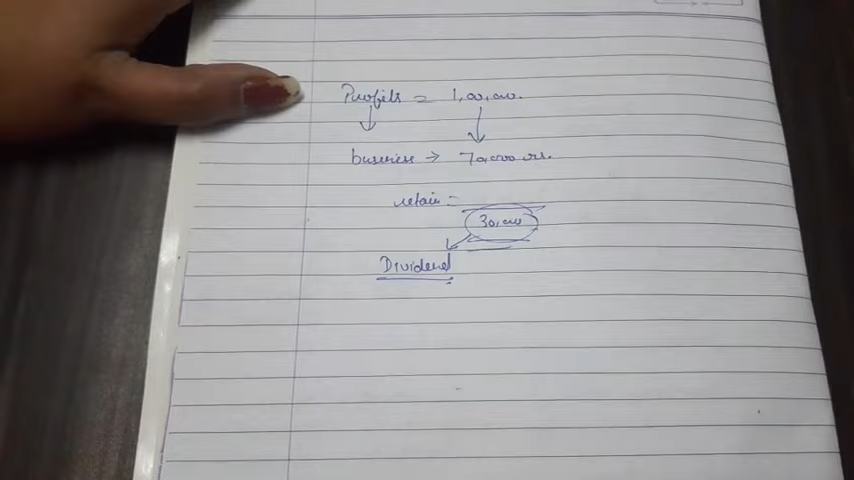 Profits = 1,00,000.
business → 70,000 rs.
retain =
30,000
Dividend